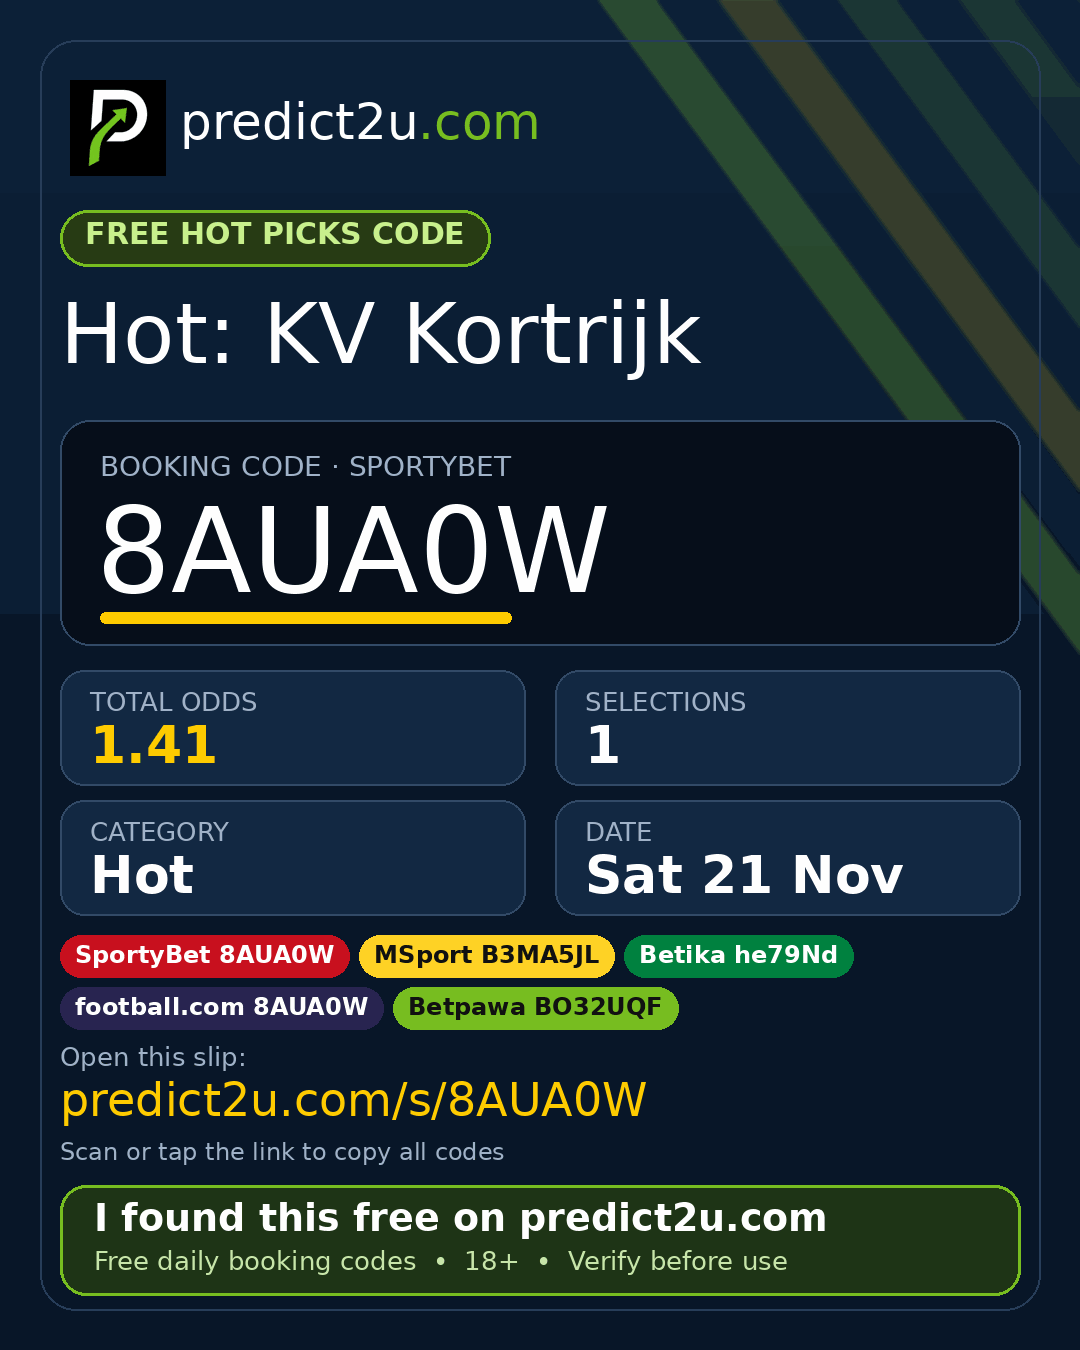 predict2u.com
FREE HOT PICKS CODE
Hot: KV Kortrijk
BOOKING CODE · SPORTYBET
8AUA0W
TOTAL ODDS
1.41
SELECTIONS
1
CATEGORY
Hot
DATE
Sat 21 Nov
SportyBet 8AUA0W
MSport B3MA5JL
Betika he79Nd
football.com 8AUA0W
Betpawa BO32UQF
Open this slip:
predict2u.com/s/8AUA0W
Scan or tap the link to copy all codes
I found this free on predict2u.com
Free daily booking codes • 18+ • Verify before use